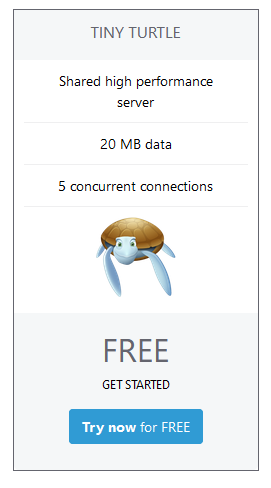 TINY TURTLE
Shared high performance
server
20 MB data
5 concurrent connections
FREE
GET STARTED
Try now for FREE